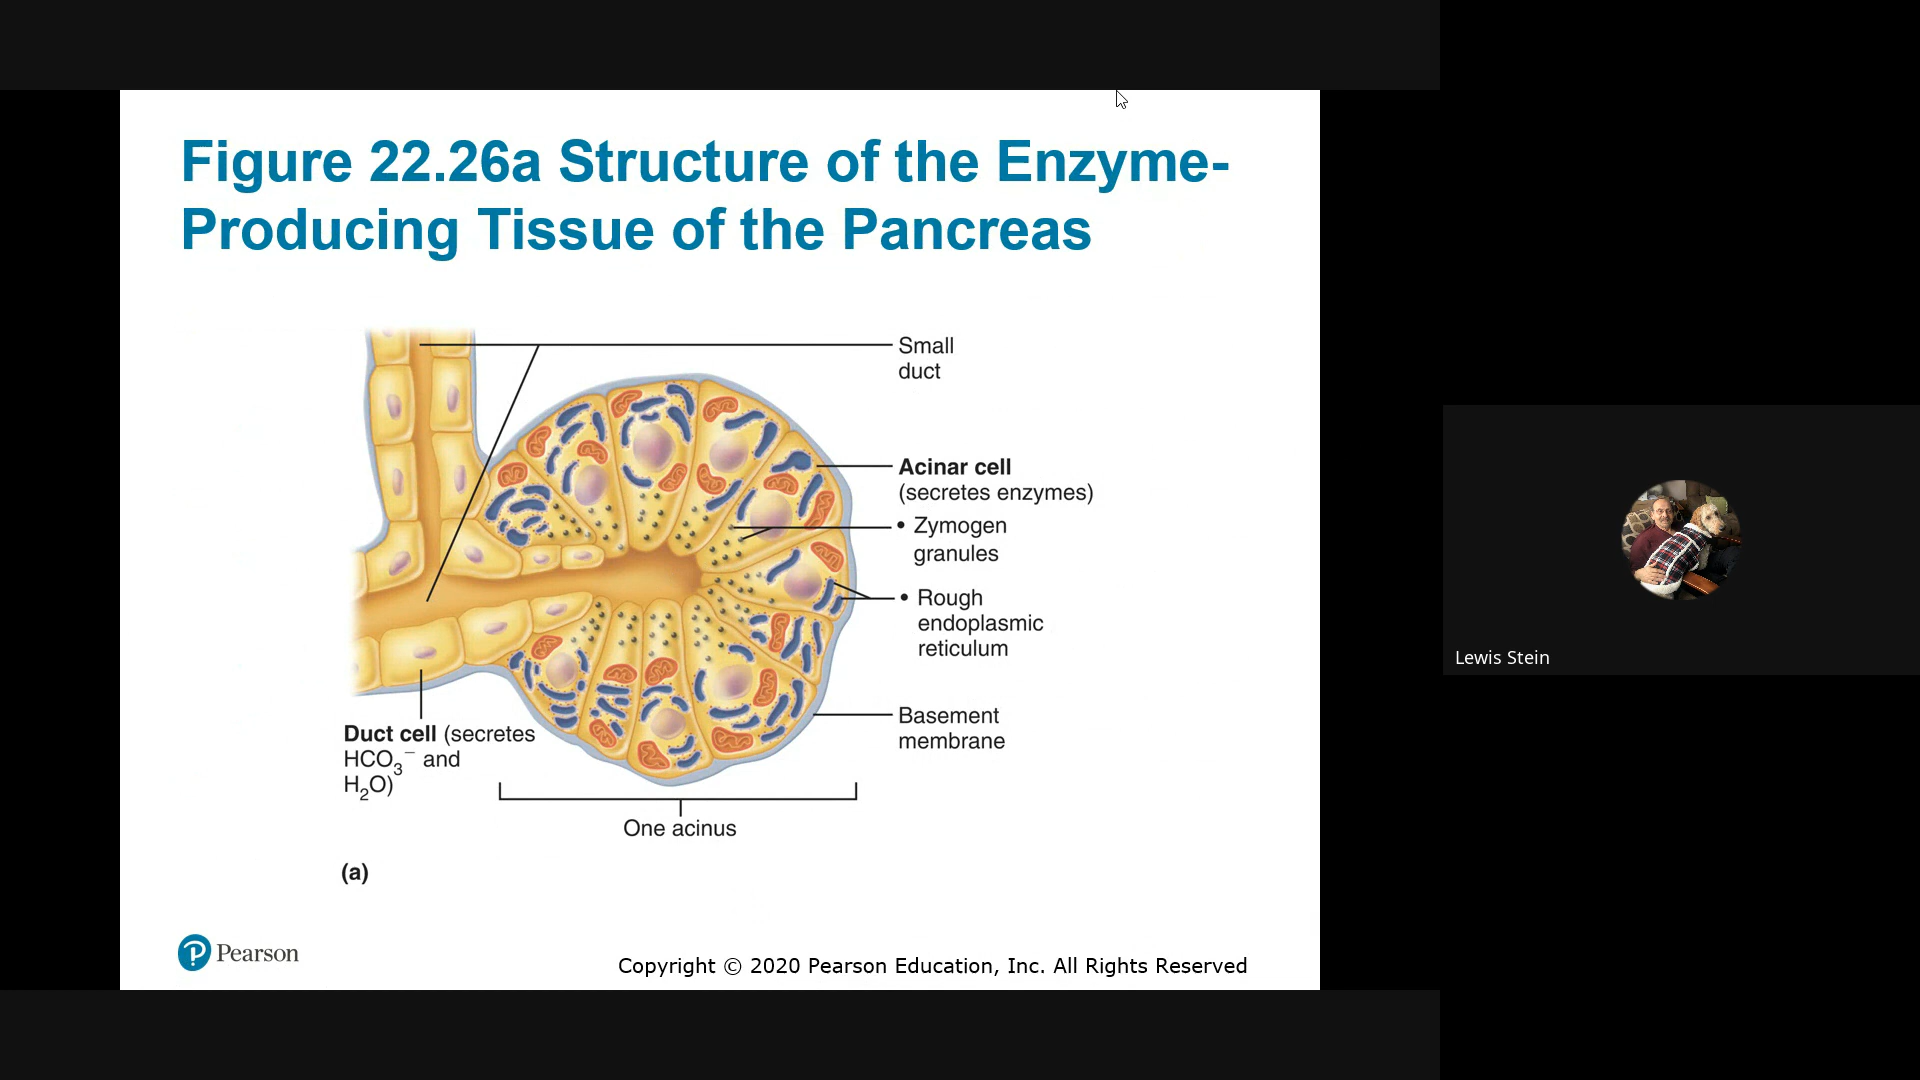 Figure 22.26a Structure of the Enzyme-
Producing Tissue of the Pancreas
Small
duct
Acinar cell
(secretes enzymes)
• Zymogen
granules
• Rough
endoplasmic
reticulum
Basement
membrane
Duct cell (secretes
HCO₃⁻ and
H₂O)
One acinus
(a)
Pearson
Copyright © 2020 Pearson Education, Inc. All Rights Reserved
Lewis Stein